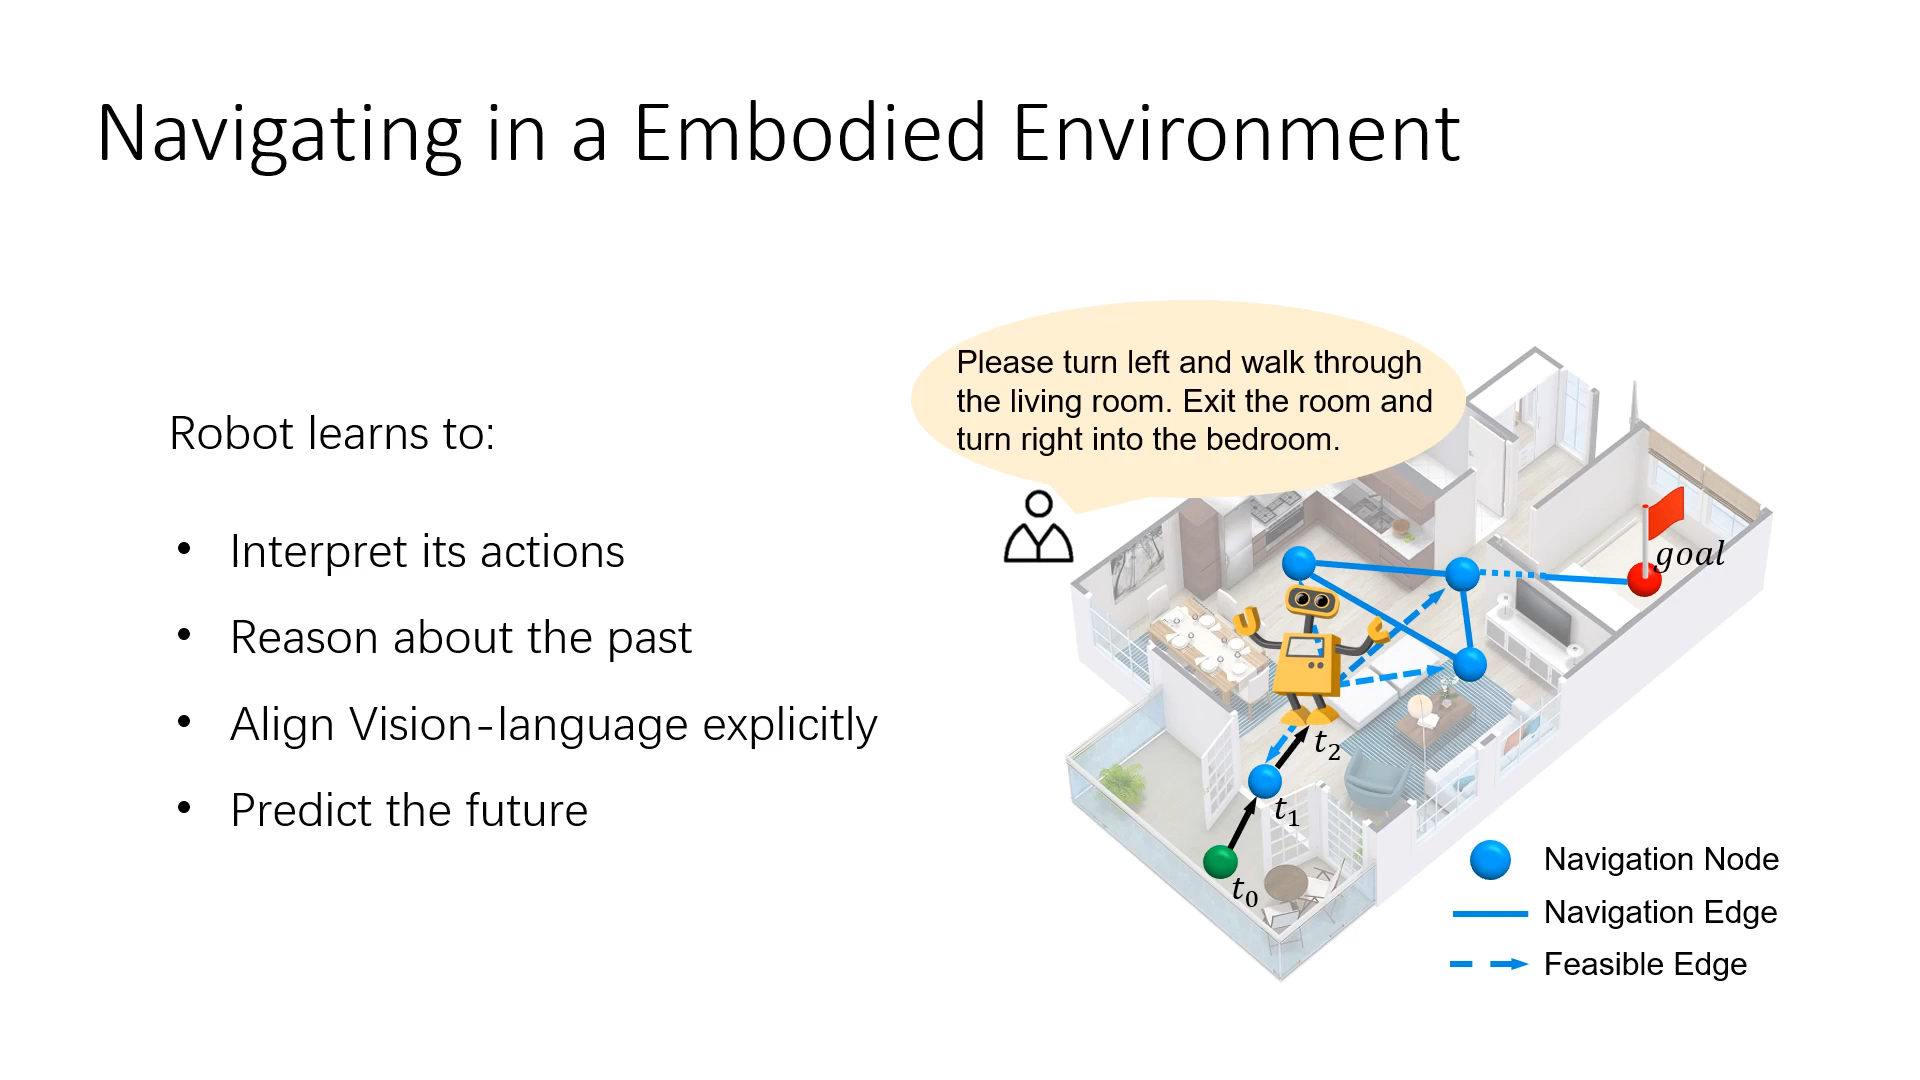 Navigating in a Embodied Environment
Robot learns to:
• Interpret its actions
• Reason about the past
• Align Vision-language explicitly
• Predict the future
Please turn left and walk through
the living room. Exit the room and
turn right into the bedroom.
goal
t₂
t₁
t₀
Navigation Node
Navigation Edge
Feasible Edge